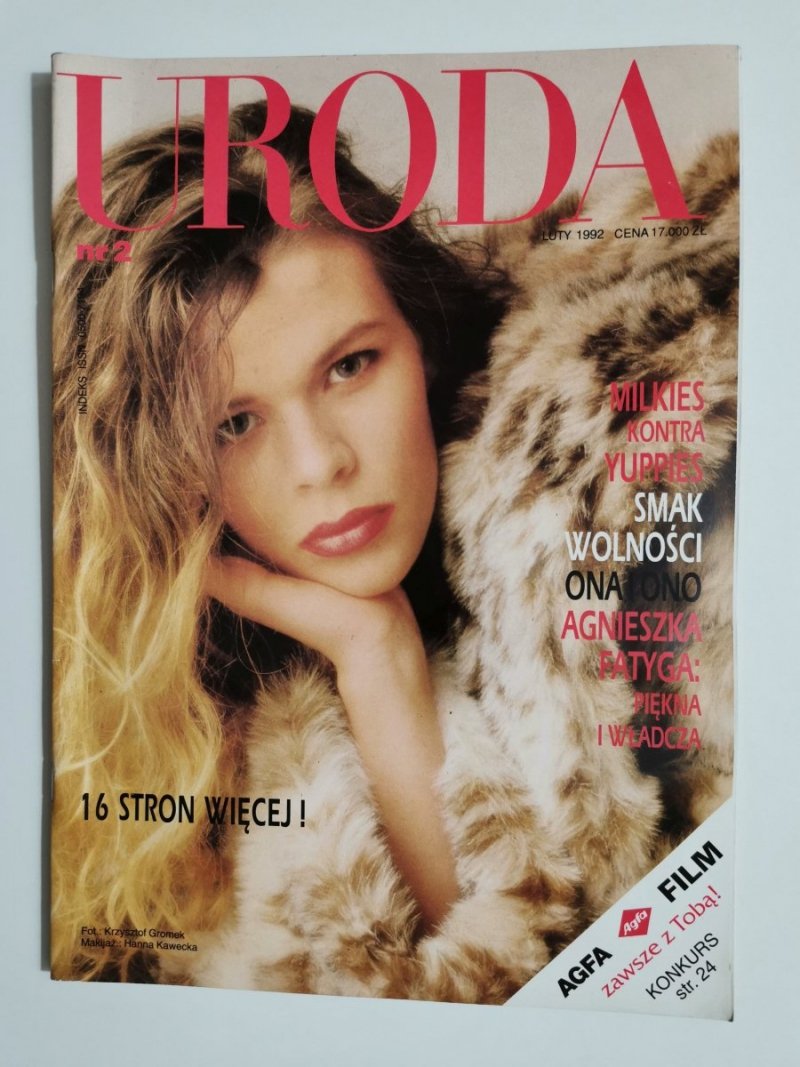 URODA
nr 2
LUTY 1992 CENA 17.000 ZŁ
INDEKS ISSN
MILKIES
KONTRA
YUPPIES
SMAK
WOLNOŚCI
ONA I ONO
AGNIESZKA
FATYGA:
PIĘKNA
I WŁADCZA
16 STRON WIĘCEJ!
Fot.: Krzysztof Gromek
Makijaż: Hanna Kawecka
AGFA Agfa FILM
zawsze z Tobą!
KONKURS
str. 24